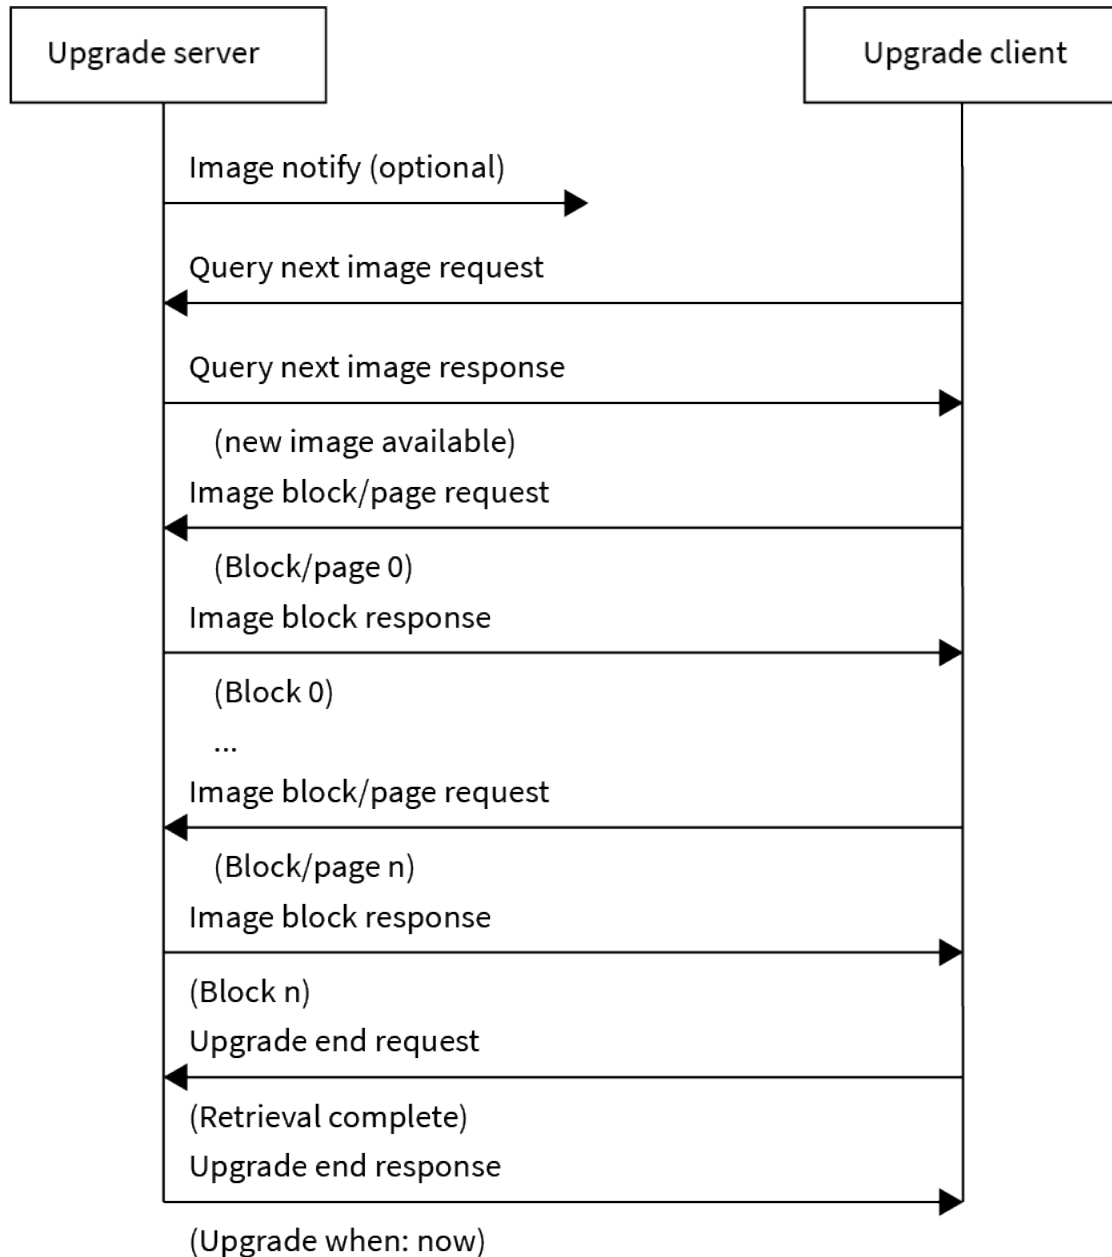 Upgrade server
Upgrade client
Image notify (optional)
Query next image request
Query next image response
(new image available)
Image block/page request
(Block/page 0)
Image block response
(Block 0)
...
Image block/page request
(Block/page n)
Image block response
(Block n)
Upgrade end request
(Retrieval complete)
Upgrade end response
(Upgrade when: now)